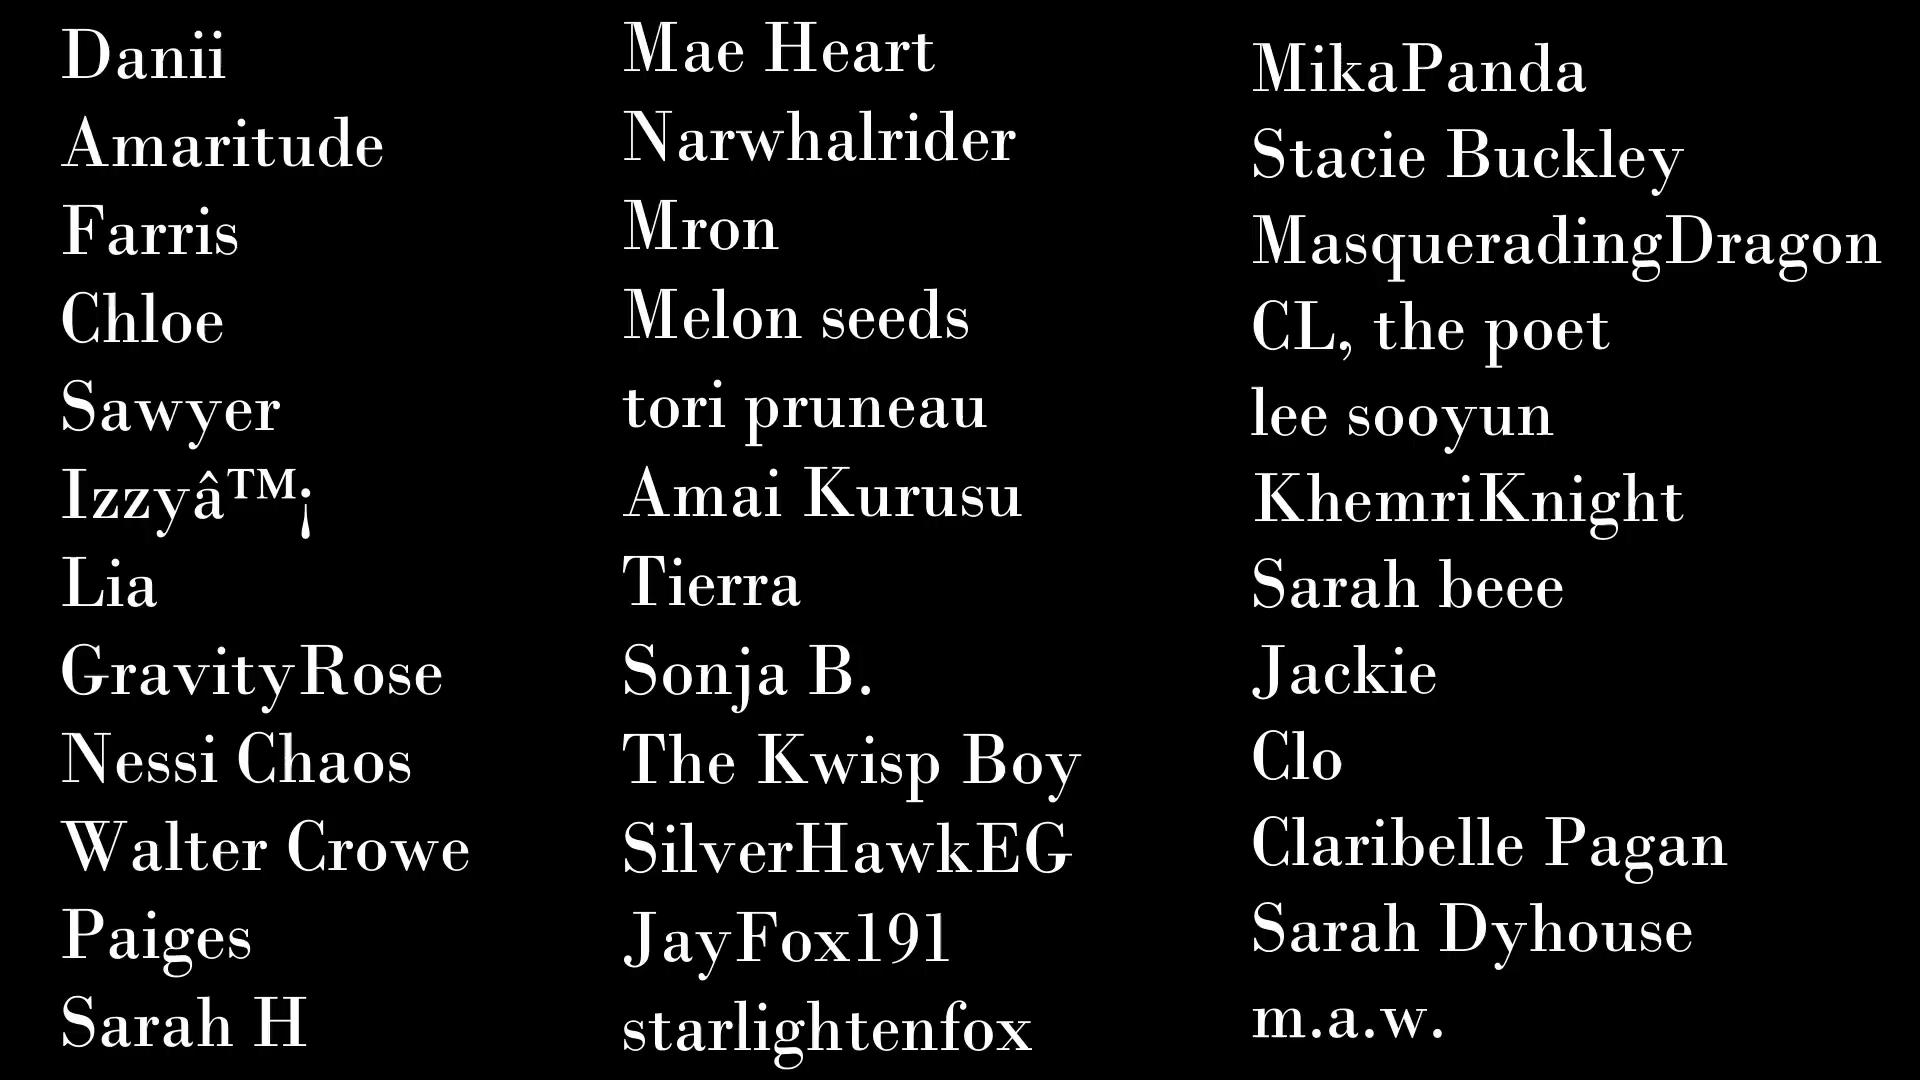 Danii
Amaritude
Farris
Chloe
Sawyer
Izzyâ™¡
Lia
GravityRose
Nessi Chaos
Walter Crowe
Paiges
Sarah H
Mae Heart
Narwhalrider
Mron
Melon seeds
tori pruneau
Amai Kurusu
Tierra
Sonja B.
The Kwisp Boy
SilverHawkEG
JayFox191
starlightenfox
MikaPanda
Stacie Buckley
MasqueradingDragon
CL, the poet
lee sooyun
KhemriKnight
Sarah beee
Jackie
Clo
Claribelle Pagan
Sarah Dyhouse
m.a.w.